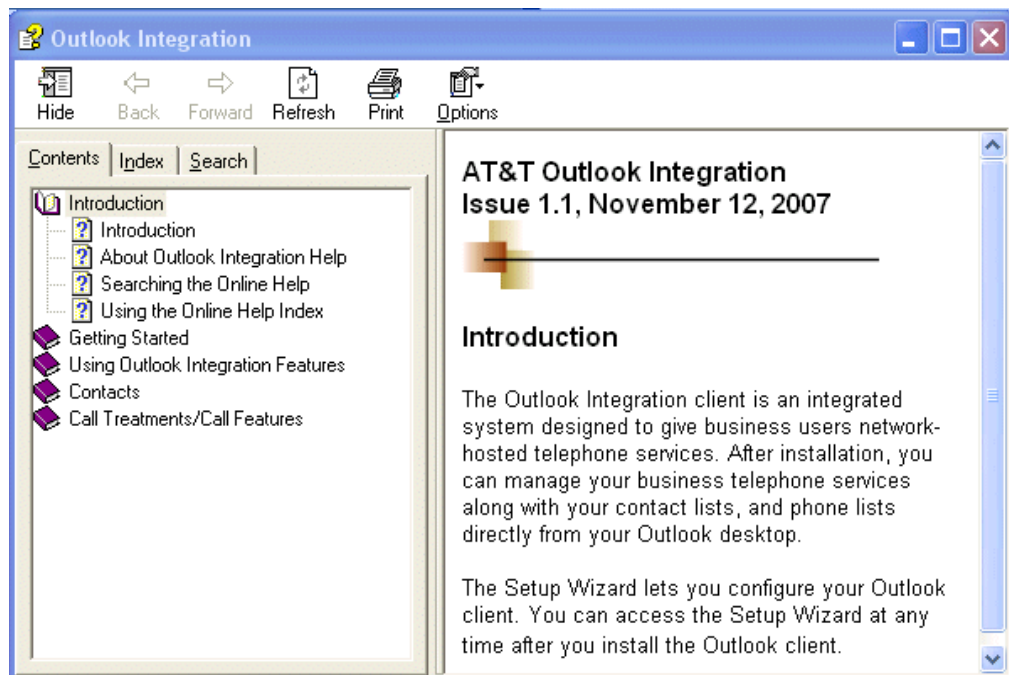 Outlook Integration
Hide
Back
Forward
Refresh
Print
Options
Contents
Index
Search
Introduction
Introduction
About Outlook Integration Help
Searching the Online Help
Using the Online Help Index
Getting Started
Using Outlook Integration Features
Contacts
Call Treatments/Call Features
AT&T Outlook Integration
Issue 1.1, November 12, 2007
Introduction
The Outlook Integration client is an integrated
system designed to give business users network-
hosted telephone services. After installation, you
can manage your business telephone services
along with your contact lists, and phone lists
directly from your Outlook desktop.
The Setup Wizard lets you configure your Outlook
client. You can access the Setup Wizard at any
time after you install the Outlook client.